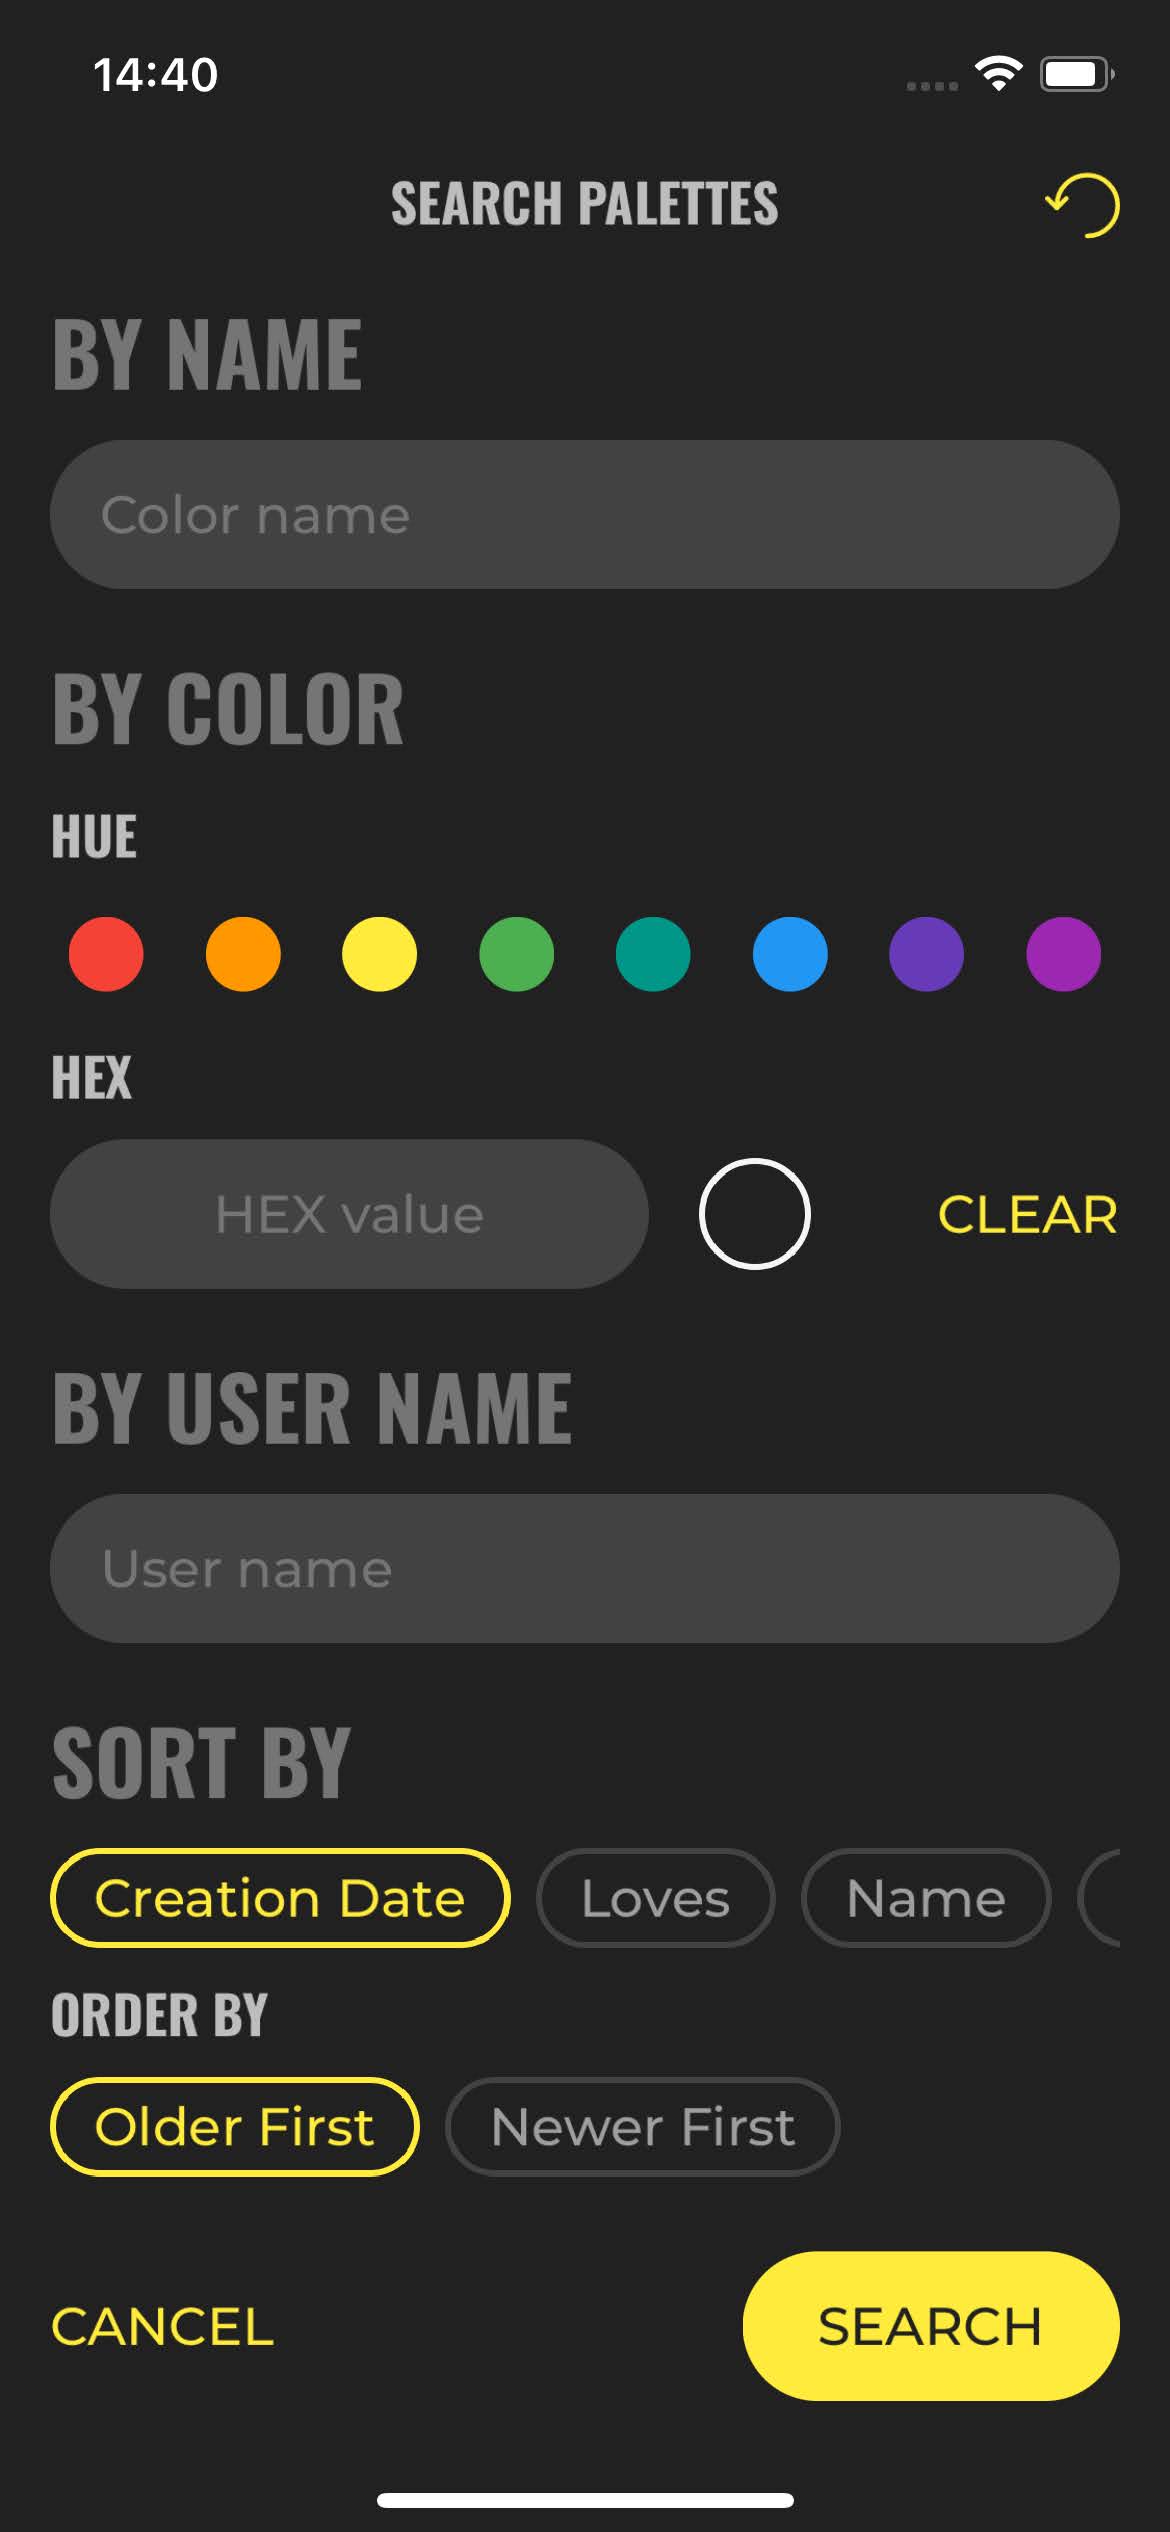 14:40
SEARCH PALETTES
BY NAME
Color name
BY COLOR
HUE
HEX
HEX value CLEAR
BY USER NAME
User name
SORT BY
Creation Date Loves Name
ORDER BY
Older First Newer First
CANCEL SEARCH